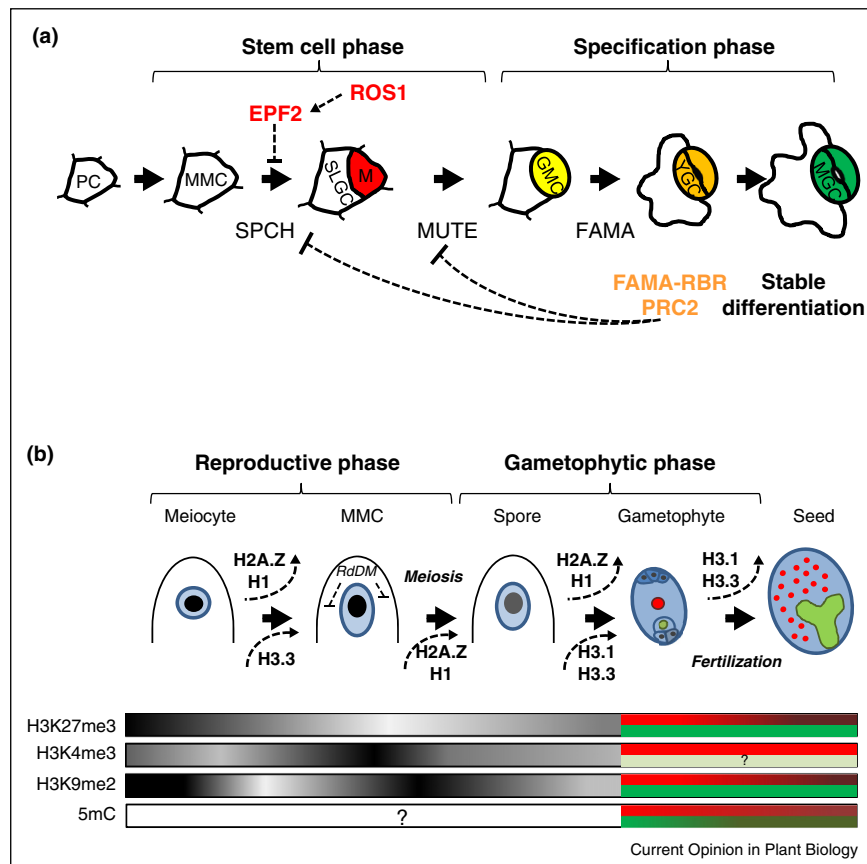 (a)
Stem cell phase
Specification phase
ROS1
EPF2
PC
MMC
SLGC
M
GMC
YGC
MGC
SPCH
MUTE
FAMA
FAMA-RBR
PRC2
Stable
differentiation
(b)
Reproductive phase
Gametophytic phase
Meiocyte
MMC
Spore
Gametophyte
Seed
H2A.Z
H1
RdDM
Meiosis
H2A.Z
H1
H3.1
H3.3
H3.3
H2A.Z
H1
H3.1
H3.3
Fertilization
H3K27me3
H3K4me3
?
H3K9me2
5mC
?
Current Opinion in Plant Biology